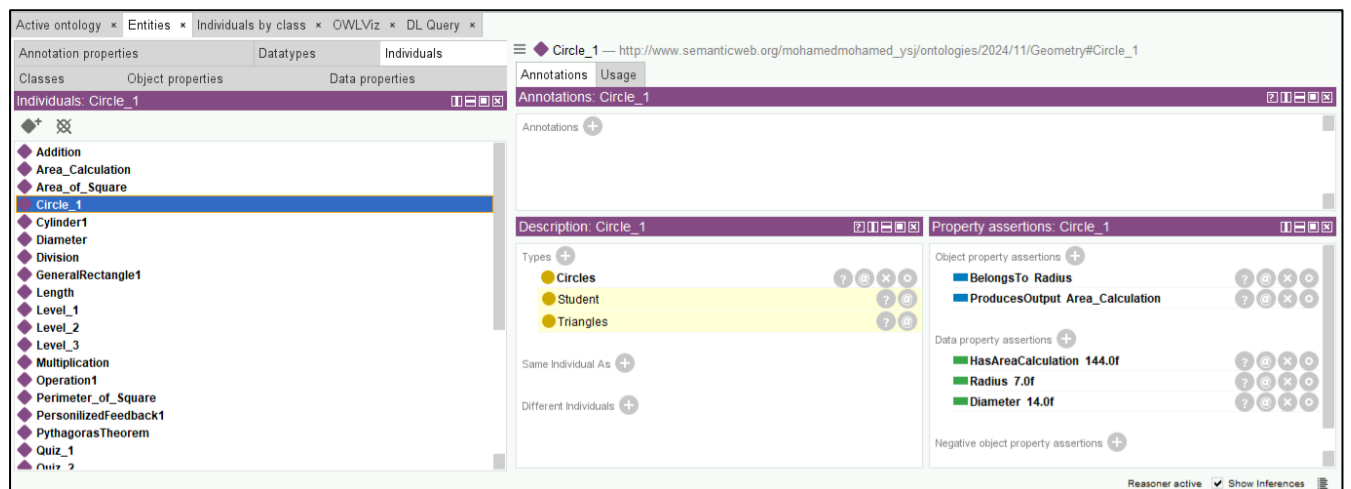 Active ontology × Entities × Individuals by class × OWLViz × DL Query ×
Annotation properties Datatypes Individuals
Classes Object properties Data properties
Individuals: Circle_1
Addition
Area_Calculation
Area_of_Square
Circle_1
Cylinder1
Diameter
Division
GeneralRectangle1
Length
Level_1
Level_2
Level_3
Multiplication
Operation1
Perimeter_of_Square
PersonilizedFeedback1
PythagorasTheorem
Quiz_1
Quiz_2
Circle_1 — http://www.semanticweb.org/mohamedmohamed_ysj/ontologies/2024/11/Geometry#Circle_1
Annotations Usage
Annotations: Circle_1
Annotations
Description: Circle_1
Types
Circles
Student
Triangles
Same Individual As
Different Individuals
Property assertions: Circle_1
Object property assertions
BelongsTo Radius
ProducesOutput Area_Calculation
Data property assertions
HasAreaCalculation 144.0f
Radius 7.0f
Diameter 14.0f
Negative object property assertions
Reasoner active Show Inferences